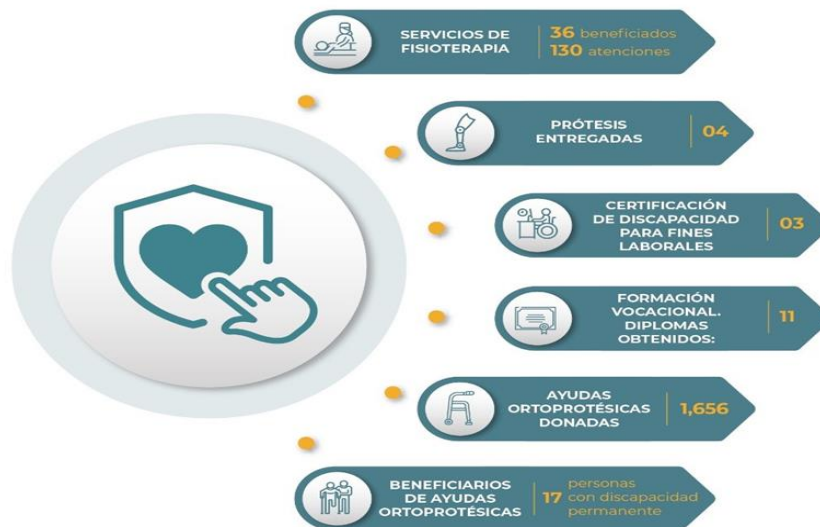 SERVICIOS DE
FISIOTERAPIA
36 beneficiados
130 atenciones
PRÓTESIS
ENTREGADAS
04
CERTIFICACIÓN
DE DISCAPACIDAD
PARA FINES
LABORALES
03
FORMACIÓN
VOCACIONAL.
DIPLOMAS
OBTENIDOS:
11
AYUDAS
ORTOPROTÉSICAS
DONADAS
1,656
BENEFICIARIOS
DE AYUDAS
ORTOPROTÉSICAS
17 personas
con discapacidad
permanente